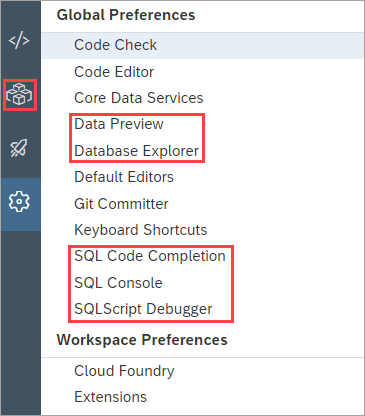 Global Preferences
Code Check
Code Editor
Core Data Services
Data Preview
Database Explorer
Default Editors
Git Committer
Keyboard Shortcuts
SQL Code Completion
SQL Console
SQLScript Debugger
Workspace Preferences
Cloud Foundry
Extensions